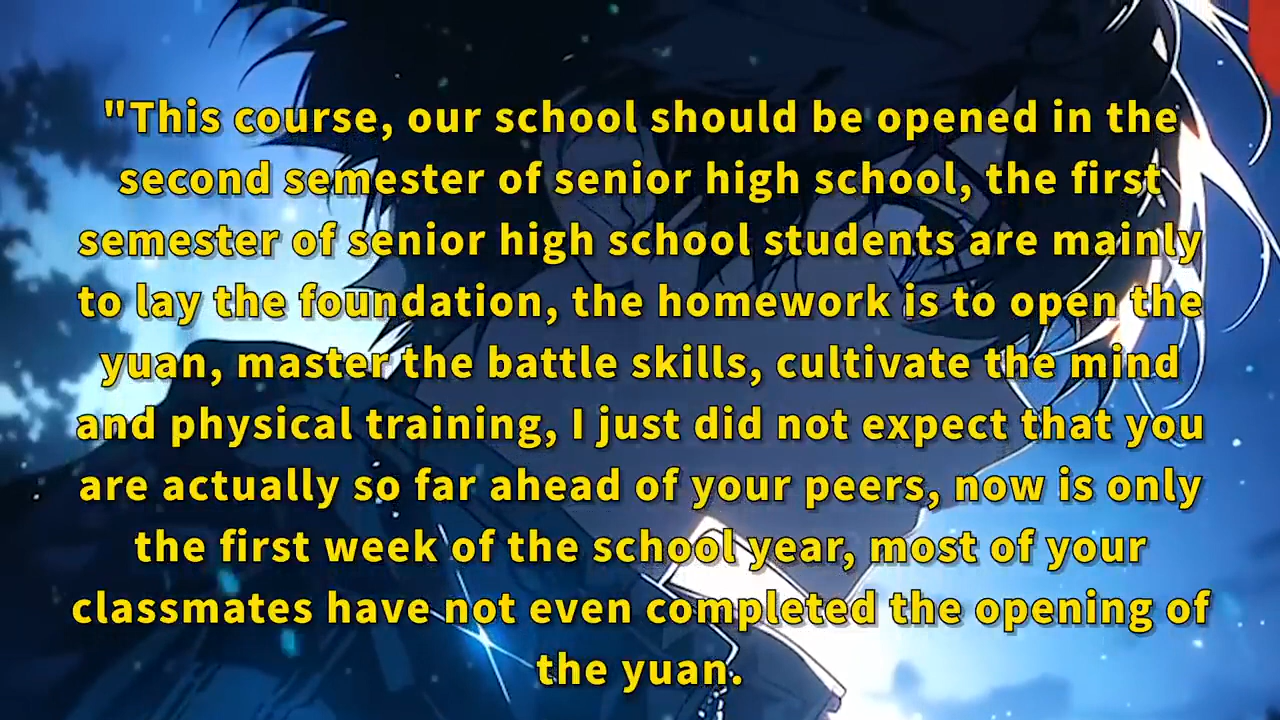 "This course, our school should be opened in the
second semester of senior high school, the first
semester of senior high school students are mainly
to lay the foundation, the homework is to open the
yuan, master the battle skills, cultivate the mind
and physical training, I just did not expect that you
are actually so far ahead of your peers, now is only
the first week of the school year, most of your
classmates have not even completed the opening of
the yuan.